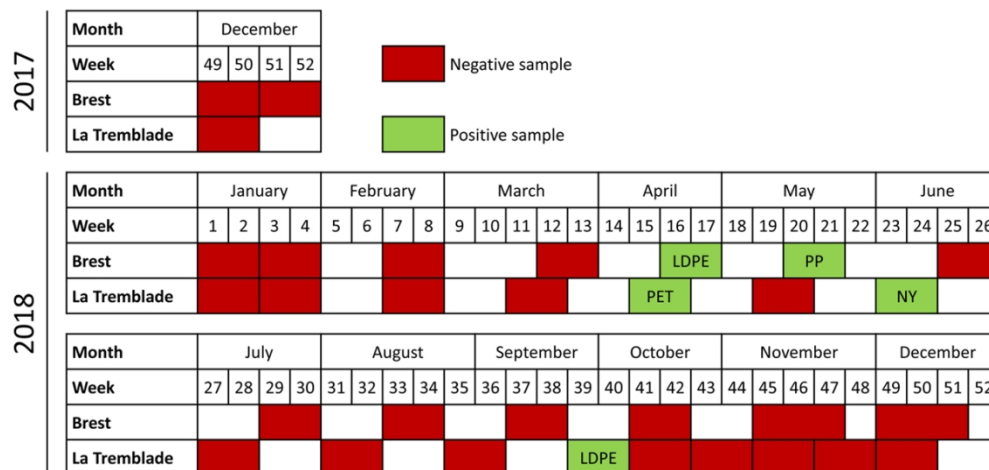 2017
Month December
Week 49 50 51 52
Brest
La Tremblade
Negative sample
Positive sample
2018
Month January February March April May June
Week 1 2 3 4 5 6 7 8 9 10 11 12 13 14 15 16 17 18 19 20 21 22 23 24 25 26
Brest LDPE PP
La Tremblade PET NY
Month July August September October November December
Week 27 28 29 30 31 32 33 34 35 36 37 38 39 40 41 42 43 44 45 46 47 48 49 50 51 52
Brest
La Tremblade LDPE